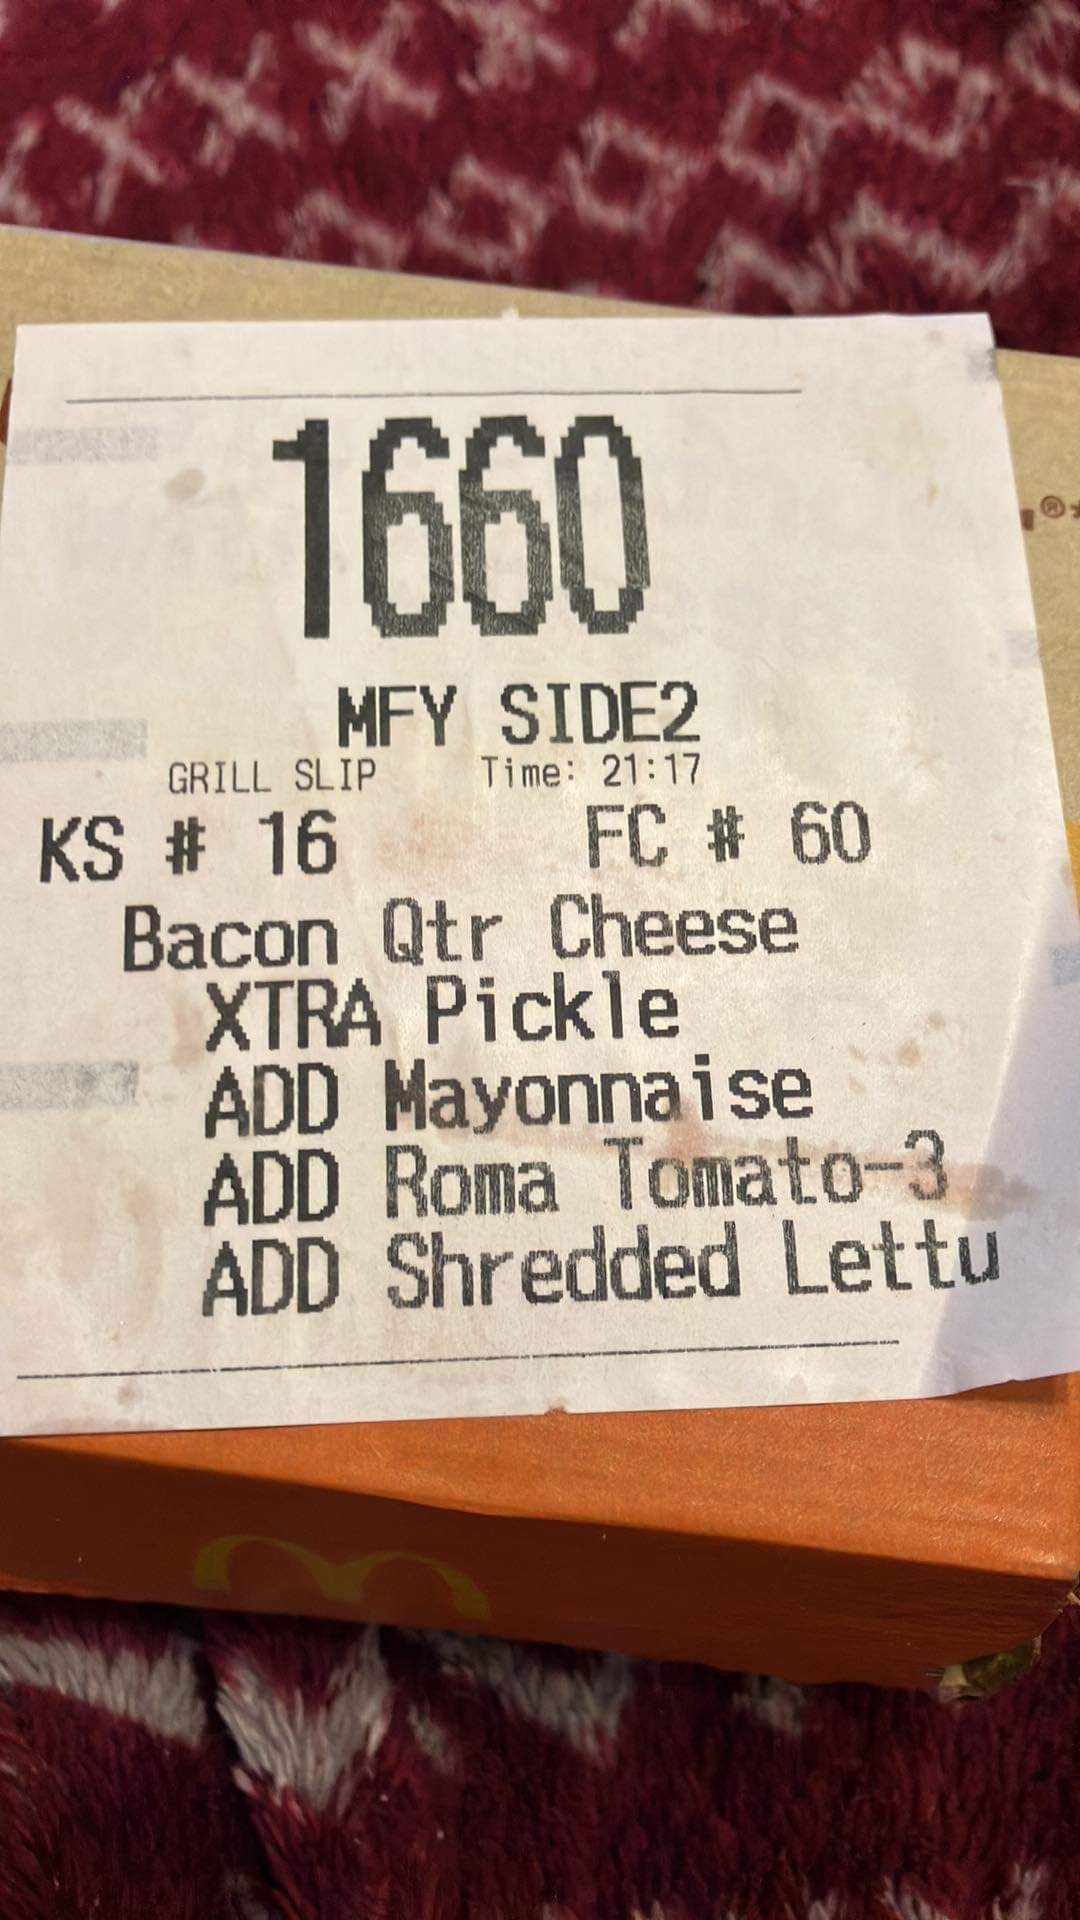 1660
MFY SIDE2
GRILL SLIP Time: 21:17
KS # 16 FC # 60
Bacon Qtr Cheese
XTRA Pickle
ADD Mayonnaise
ADD Roma Tomato-3
ADD Shredded Lettu